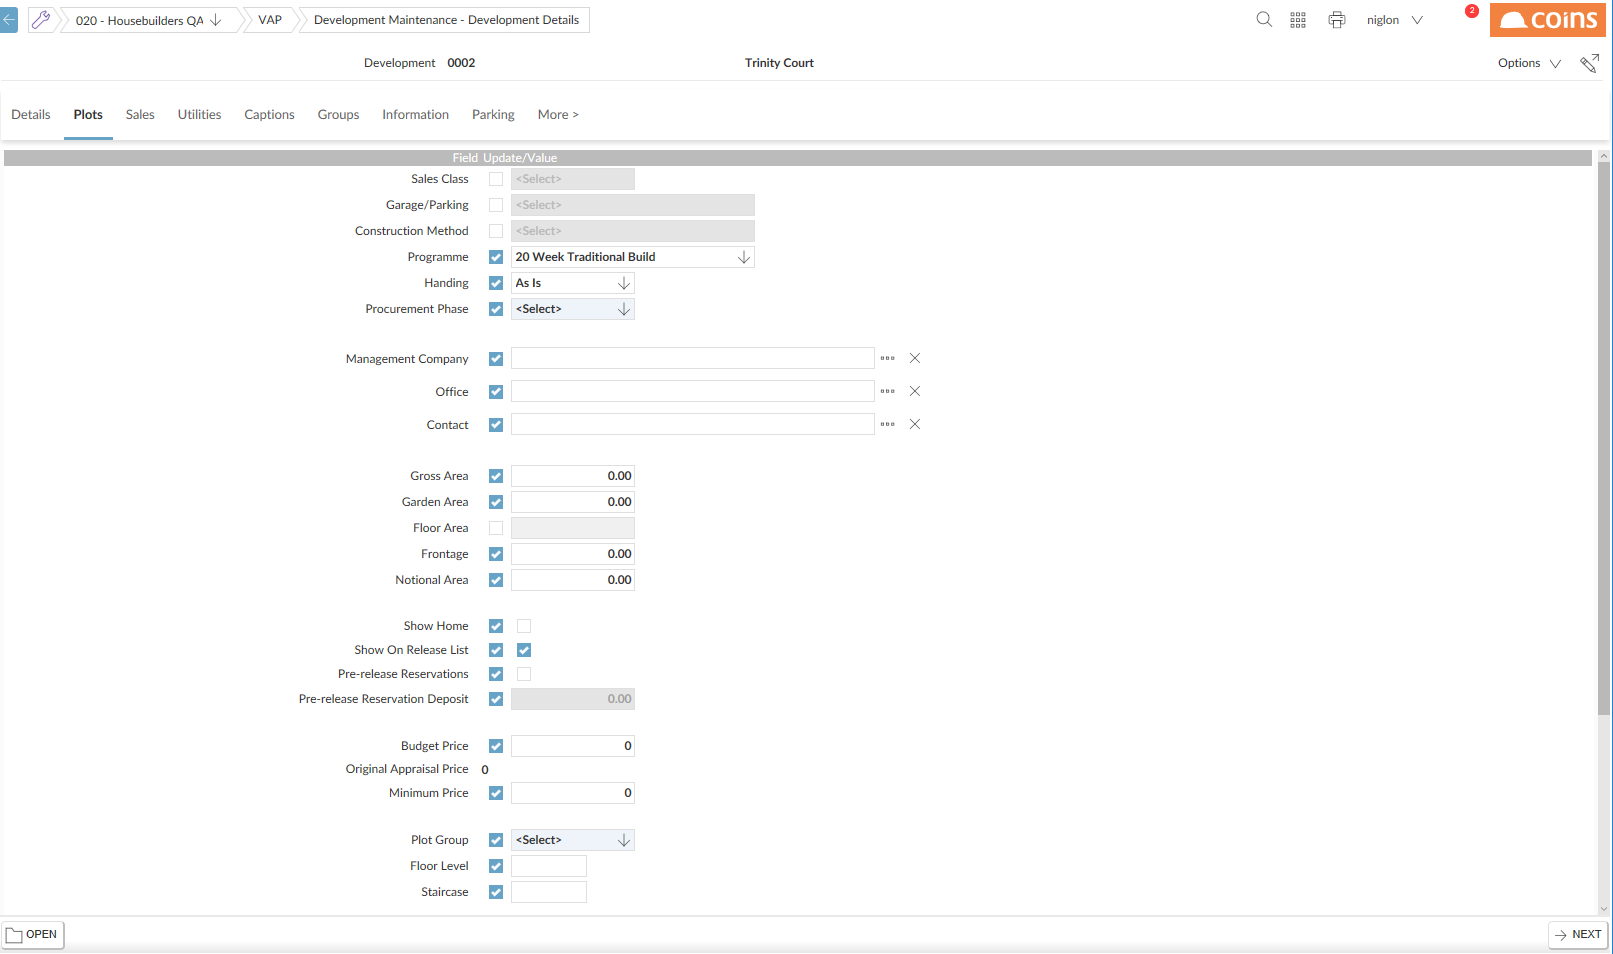 020 - Housebuilders QA
VAP
Development Maintenance - Development Details
niglon
2
coins
Development 0002
Trinity Court
Options
Details Plots Sales Utilities Captions Groups Information Parking More >
Field Update/Value
Sales Class <Select>
Garage/Parking <Select>
Construction Method <Select>
Programme 20 Week Traditional Build
Handing As Is
Procurement Phase <Select>
Management Company
Office
Contact
Gross Area 0.00
Garden Area 0.00
Floor Area
Frontage 0.00
Notional Area 0.00
Show Home
Show On Release List
Pre-release Reservations
Pre-release Reservation Deposit 0.00
Budget Price 0
Original Appraisal Price 0
Minimum Price 0
Plot Group <Select>
Floor Level
Staircase
OPEN
NEXT